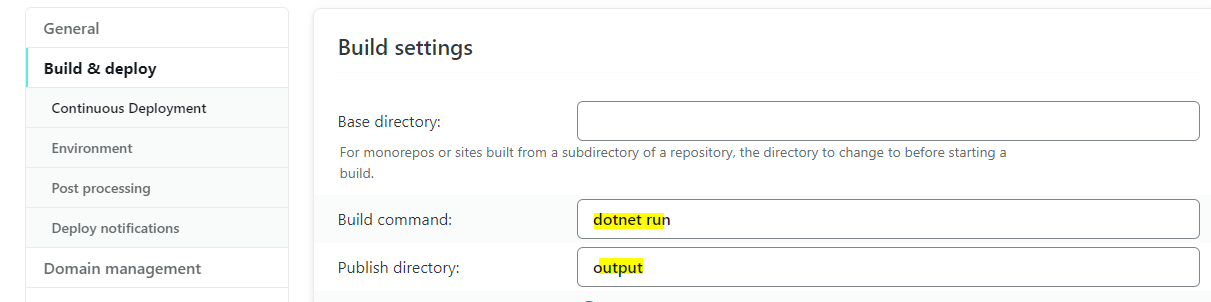 General
Build & deploy
Continuous Deployment
Environment
Post processing
Deploy notifications
Domain management
Build settings
Base directory:
For monorepos or sites built from a subdirectory of a repository, the directory to change to before starting a
build.
Build command:
dotnet run
Publish directory:
output